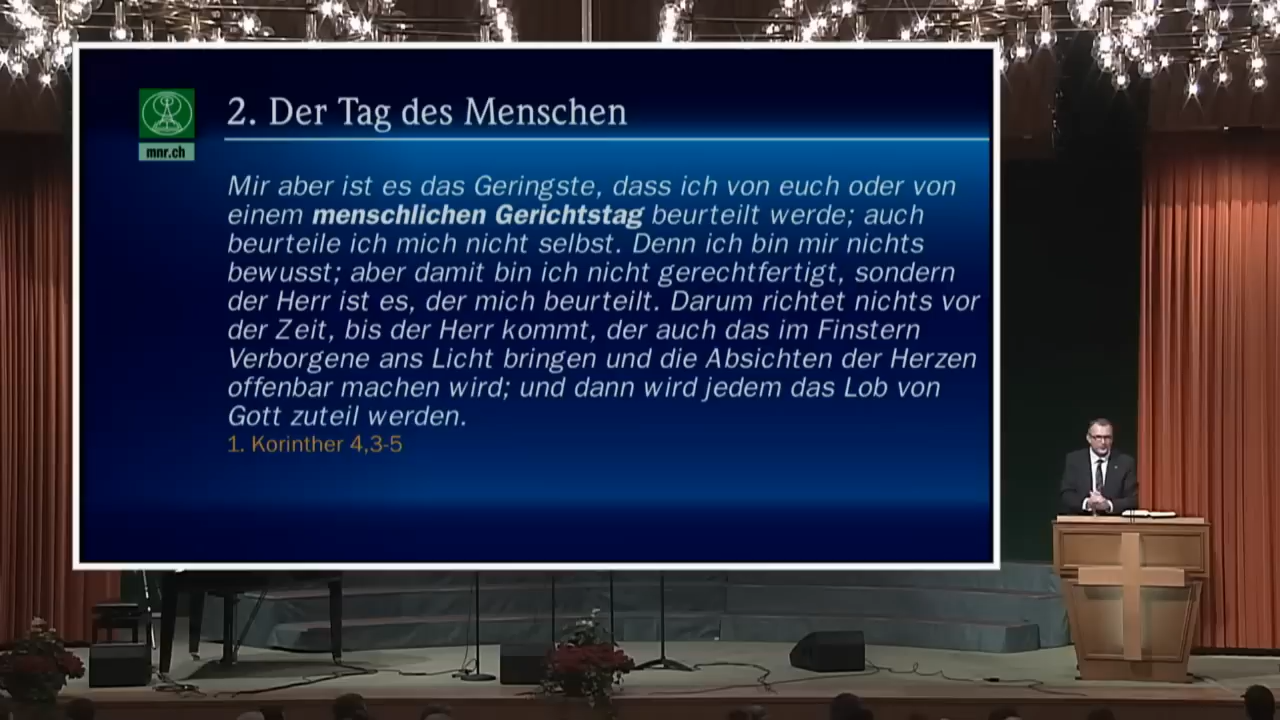 2. Der Tag des Menschen
mnr.ch
Mir aber ist es das Geringste, dass ich von euch oder von
einem menschlichen Gerichtstag beurteilt werde; auch
beurteile ich mich nicht selbst. Denn ich bin mir nichts
bewusst; aber damit bin ich nicht gerechtfertigt, sondern
der Herr ist es, der mich beurteilt. Darum richtet nichts vor
der Zeit, bis der Herr kommt, der auch das im Finstern
Verborgene ans Licht bringen und die Absichten der Herzen
offenbar machen wird; und dann wird jedem das Lob von
Gott zuteil werden.
1. Korinther 4,3-5